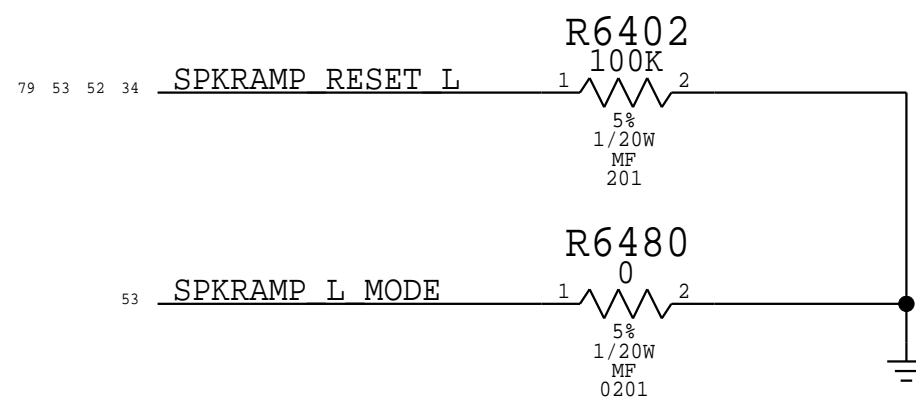 R6402
100K
79 53 52 34 SPKRAMP_RESET_L 1 2
5%
1/20W
MF
201
R6480
0
53 SPKRAMP_L_MODE 1 2
5%
1/20W
MF
0201